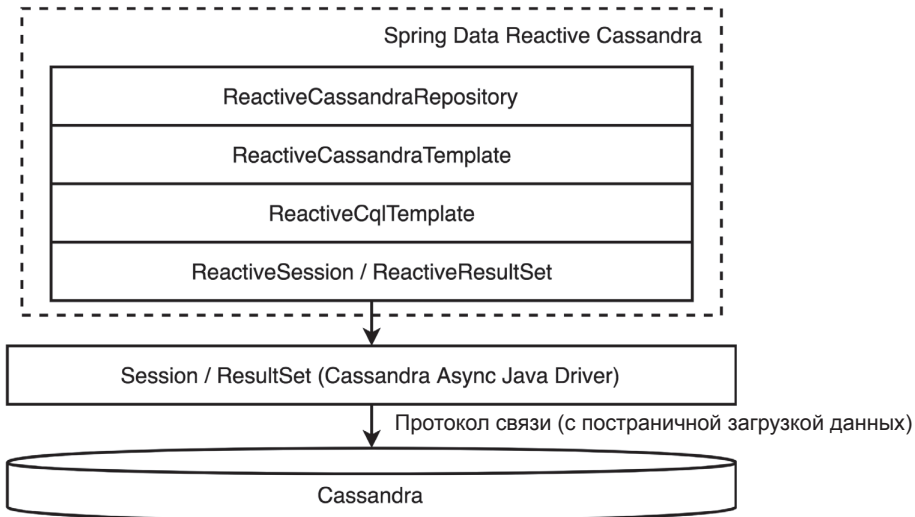 Spring Data Reactive Cassandra
ReactiveCassandraRepository
ReactiveCassandraTemplate
ReactiveCqlTemplate
ReactiveSession / ReactiveResultSet
Session / ResultSet (Cassandra Async Java Driver)
Протокол связи (с постраничной загрузкой данных)
Cassandra